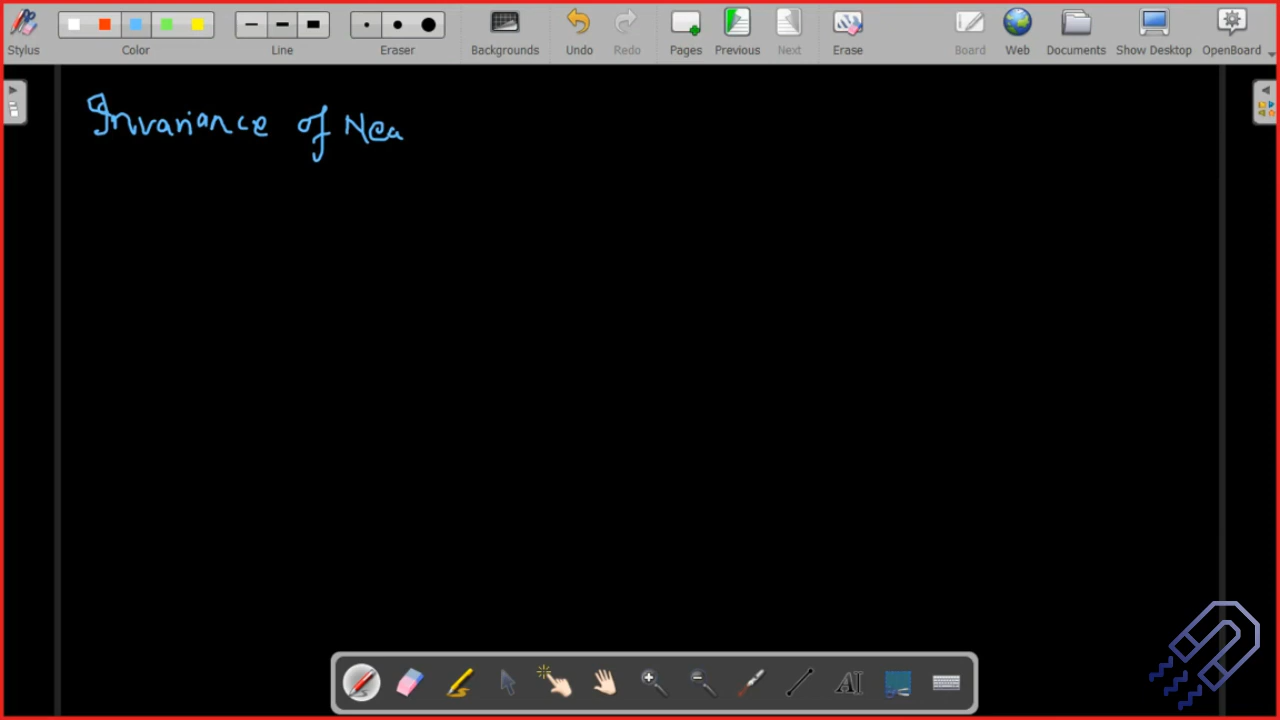 Stylus
Color
Line
Eraser
Backgrounds
Undo
Redo
Pages
Previous
Next
Erase
Board
Web
Documents
Show Desktop
OpenBoard
Invariance of Nea
AI